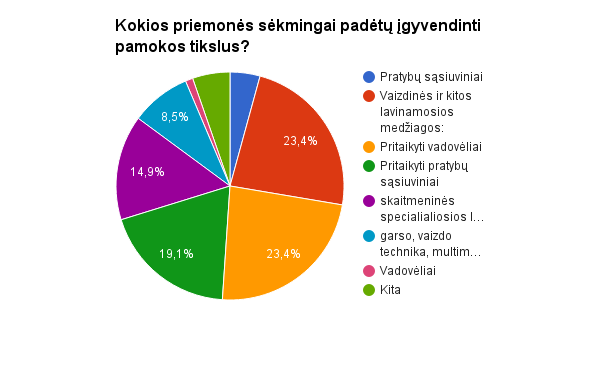 Kokios priemonės sėkmingai padėtų įgyvendinti
pamokos tikslus?
8,5%
23,4%
14,9%
19,1%
23,4%
Pratybų sąsiuviniai
Vaizdinės ir kitos
lavinamosios
medžiagos:
Pritaikyti vadovėliai
Pritaikyti pratybų
sąsiuviniai
skaitmeninės
specialialiosios l…
garso, vaizdo
technika, multim…
Vadovėliai
Kita